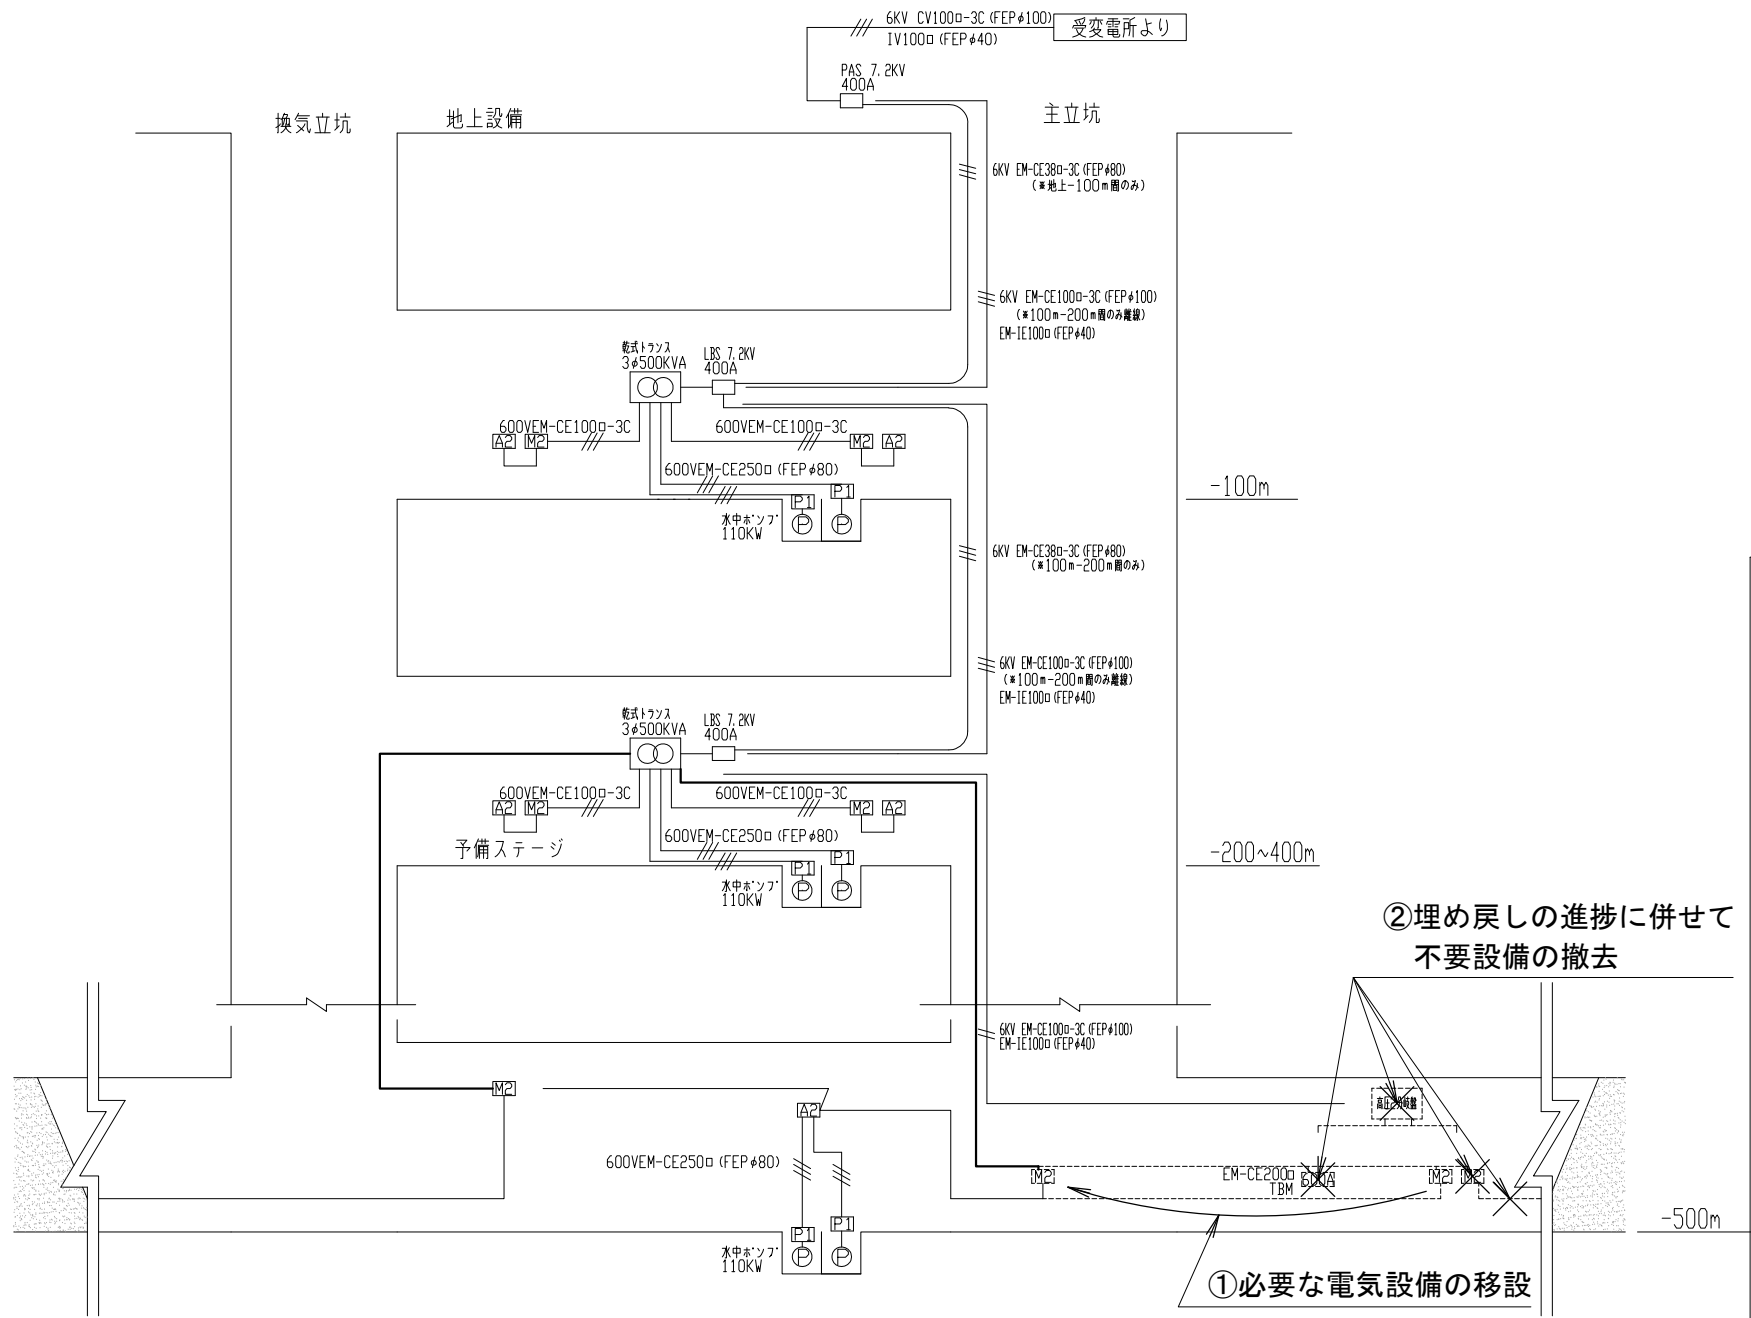 6KV CV100□-3C (FEPφ100)
IV100□ (FEPφ40)
受変電所より
PAS 7.2KV
400A
換気立坑
地上設備
主立坑
6KV EM-CE38□-3C (FEPφ80)
(※地上-100m間のみ)
6KV EM-CE100□-3C (FEPφ100)
(※100m-200m間のみ離線)
EM-IE100□ (FEPφ40)
乾式トランス
3φ500KVA
LBS 7.2KV
400A
600VEM-CE100□-3C
600VEM-CE100□-3C
A2 M2
M2 A2
600VEM-CE250□ (FEPφ80)
-100m
P1
P1
水中ポンプ
110KW
P P
6KV EM-CE38□-3C (FEPφ80)
(※100m-200m間のみ)
6KV EM-CE100□-3C (FEPφ100)
(※100m-200m間のみ離線)
EM-IE100□ (FEPφ40)
乾式トランス
3φ500KVA
LBS 7.2KV
400A
600VEM-CE100□-3C
600VEM-CE100□-3C
A2 M2
M2 A2
600VEM-CE250□ (FEPφ80)
予備ステージ
-200~400m
P1
P1
水中ポンプ
110KW
P P
②埋め戻しの進捗に併せて
不要設備の撤去
6KV EM-CE100□-3C (FEPφ100)
EM-IE100□ (FEPφ40)
M2
A2
600VEM-CE250□ (FEPφ80)
M2
EM-CE200□
TBM
M2
M2
-500m
P1
P1
水中ポンプ
110KW
P P
①必要な電気設備の移設